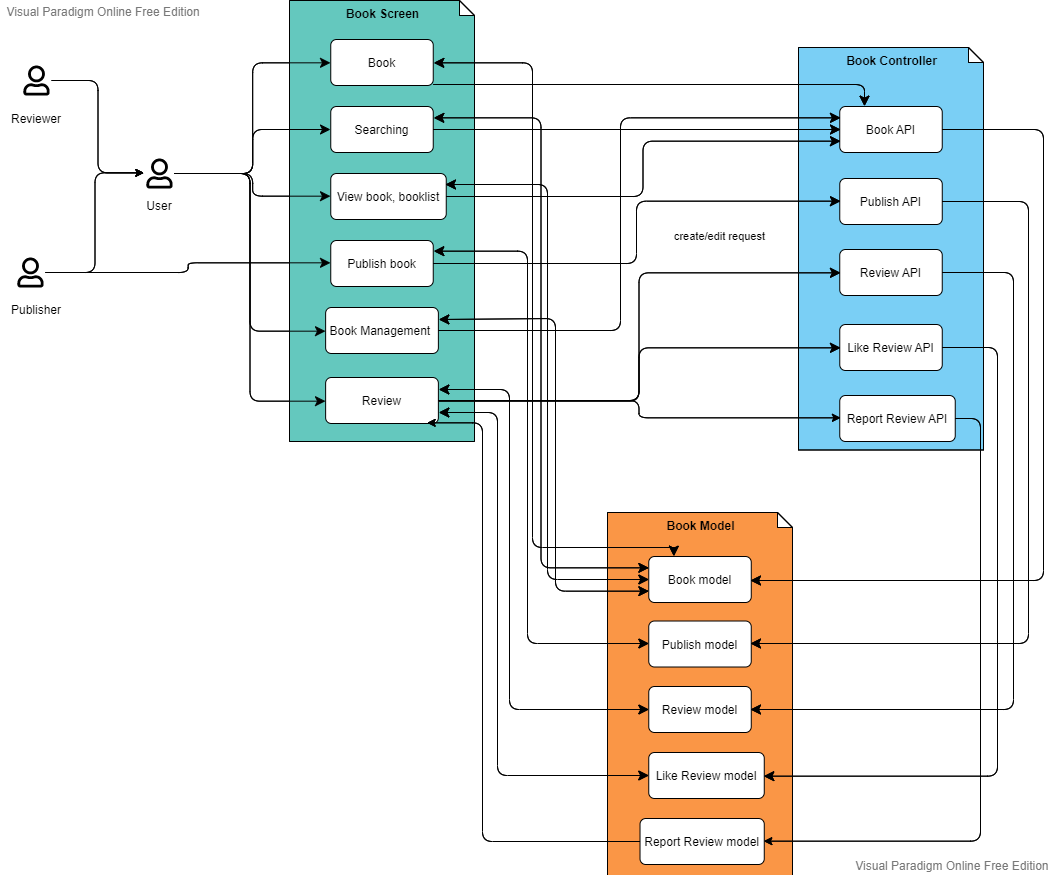 Visual Paradigm Online Free Edition
Book Screen
Book
Searching
View book, booklist
Publish book
Book Management
Review
Reviewer
User
Publisher
create/edit request
Book Controller
Book API
Publish API
Review API
Like Review API
Report Review API
Book Model
Book model
Publish model
Review model
Like Review model
Report Review model
Visual Paradigm Online Free Edition